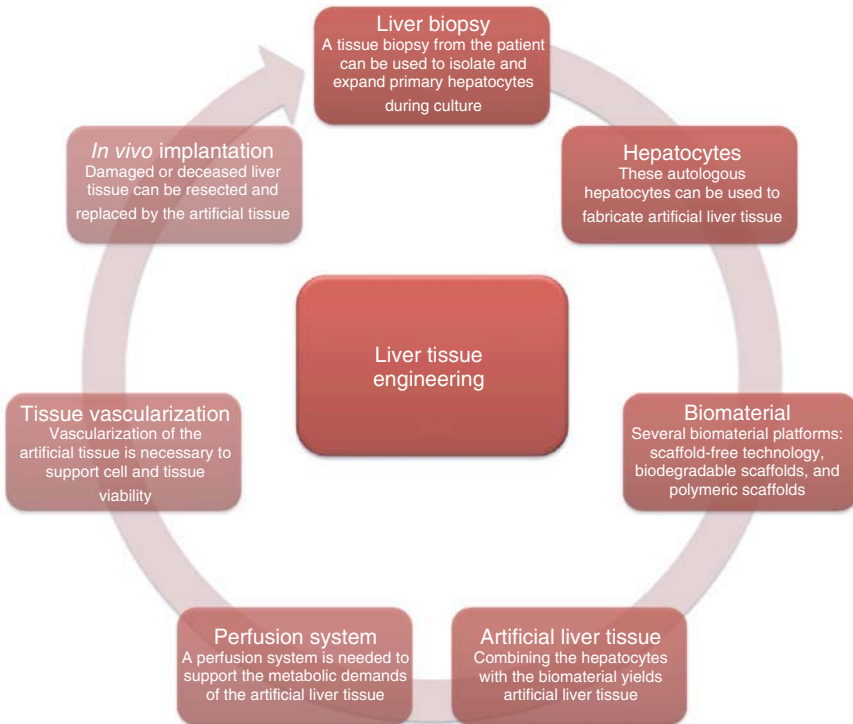 Liver biopsy
A tissue biopsy from the patient
can be used to isolate and
expand primary hepatocytes
during culture
Hepatocytes
These autologous
hepatocytes can be used to
fabricate artificial liver tissue
Biomaterial
Several biomaterial platforms:
scaffold-free technology,
biodegradable scaffolds, and
polymeric scaffolds
Artificial liver tissue
Combining the hepatocytes
with the biomaterial yields
artificial liver tissue
Perfusion system
A perfusion system is needed to
support the metabolic demands
of the artificial liver tissue
Tissue vascularization
Vascularization of the
artificial tissue is necessary to
support cell and tissue
viability
In vivo implantation
Damaged or deceased liver
tissue can be resected and
replaced by the artificial tissue
Liver tissue
engineering